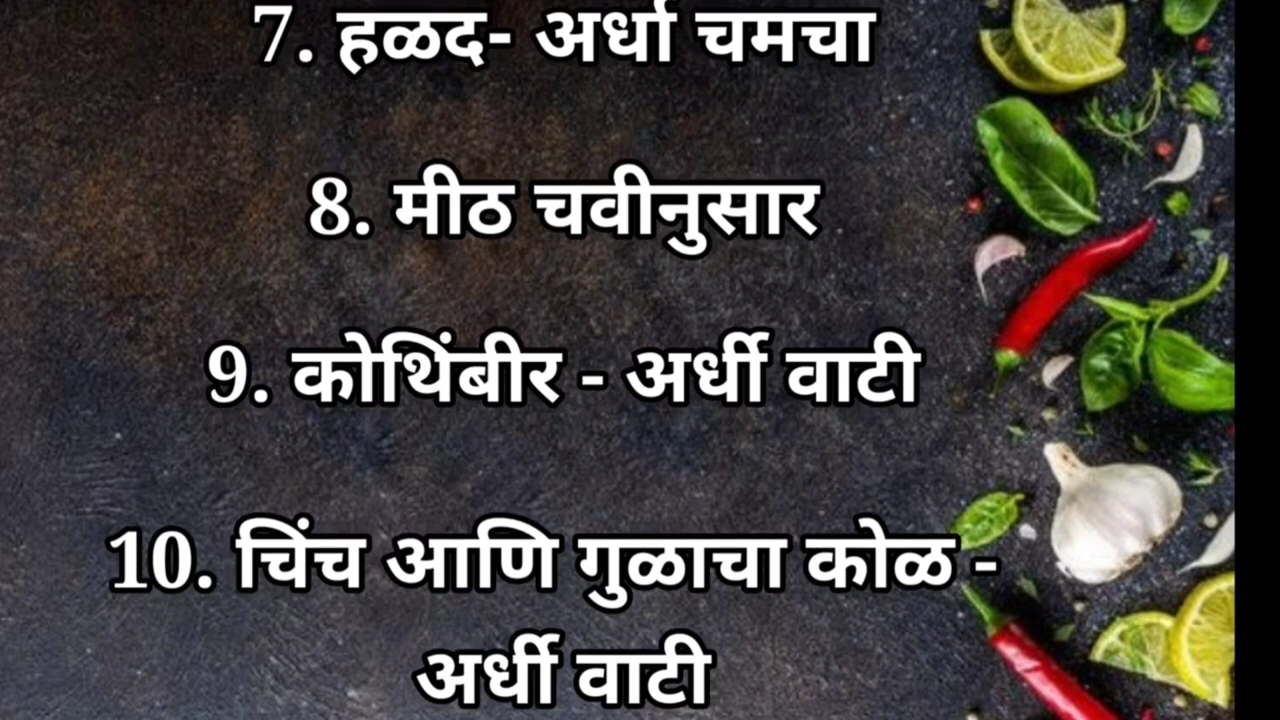 7. हळद- अर्धा चमचा
8. मीठ चवीनुसार
9. कोथिंबीर - अर्धी वाटी
10. चिंच आणि गुळाचा कोळ -
अर्धी वाटी